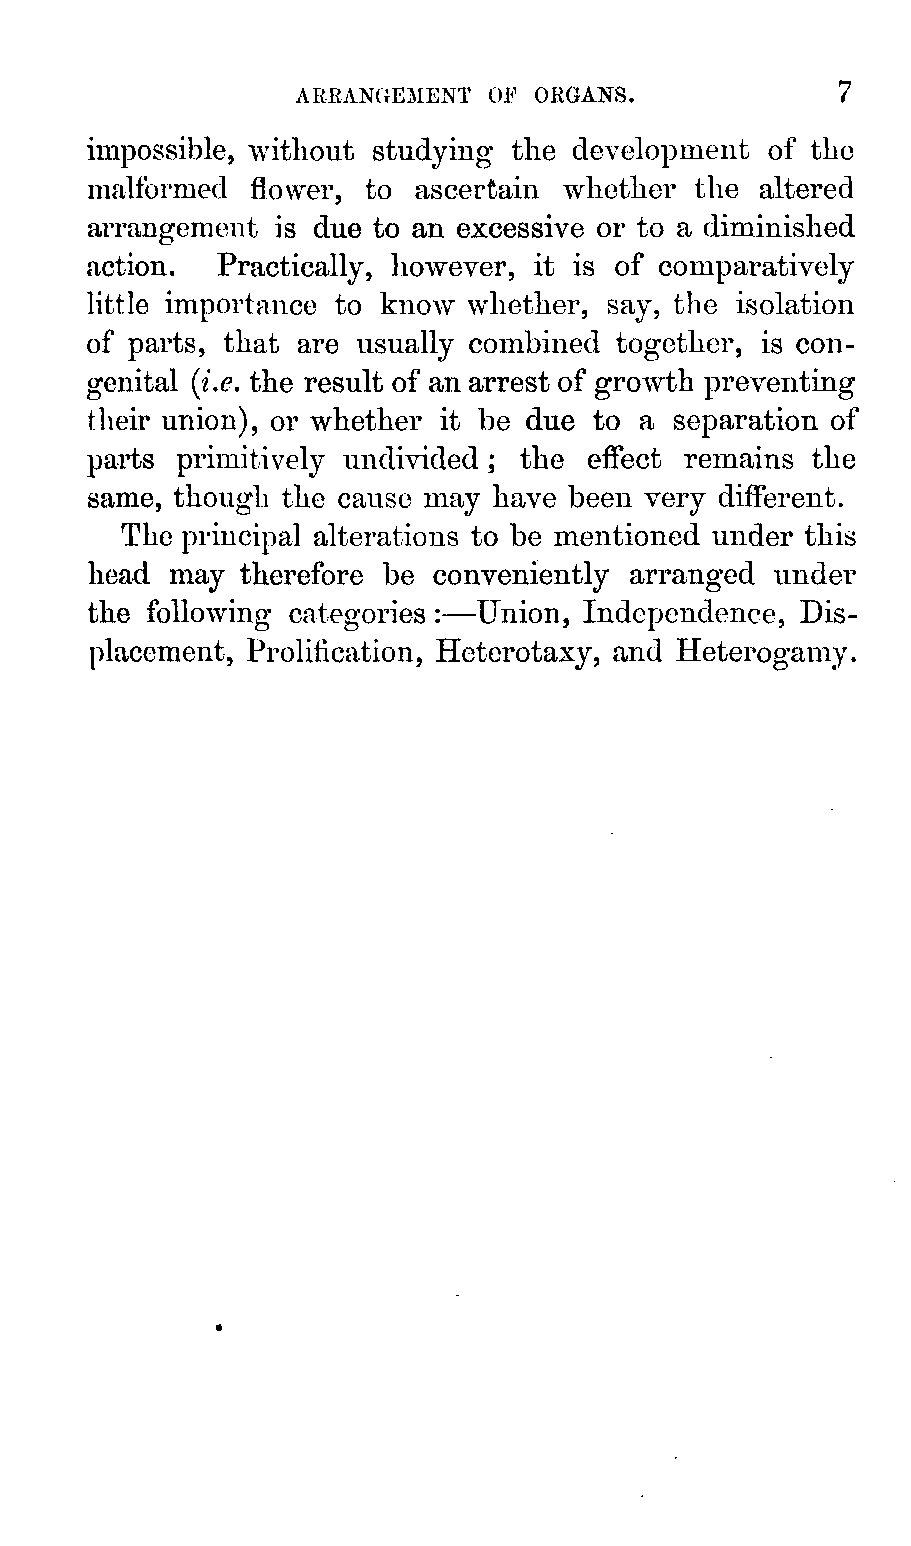 ARRANGEMENT OF ORGANS. 7
impossible, without studying the development of the
malformed flower, to ascertain whether the altered
arrangement is due to an excessive or to a diminished
action. Practically, however, it is of comparatively
little importance to know whether, say, the isolation
of parts, that are usually combined together, is con-
genital (i.e. the result of an arrest of growth preventing
their union), or whether it be due to a separation of
parts primitively undivided ; the effect remains the
same, though the cause may have been very different.
The principal alterations to be mentioned under this
head may therefore be conveniently arranged under
the following categories :—Union, Independence, Dis-
placement, Prolification, Heterotaxy, and Heterogamy.